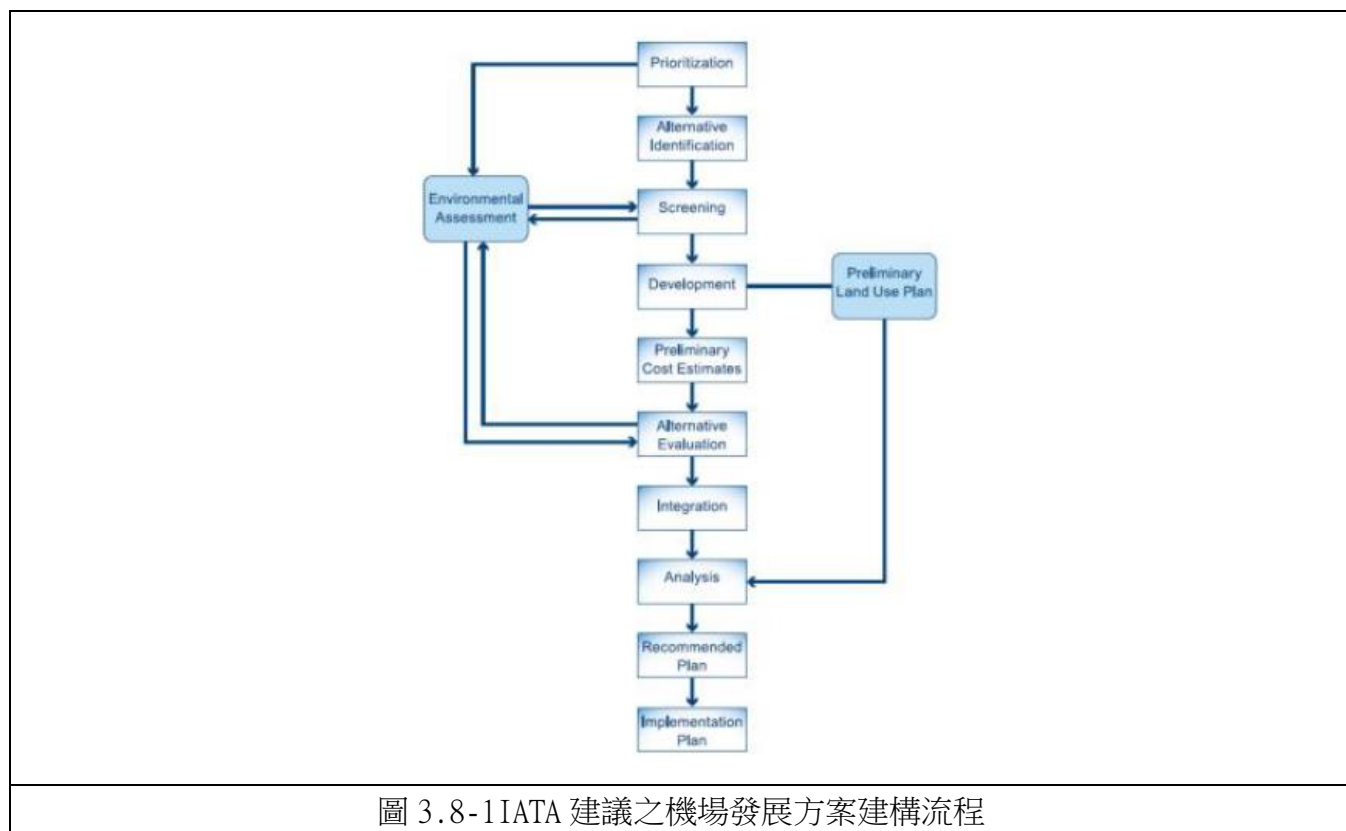 Prioritization
Alternative
Identification
Environmental
Assessment
Screening
Development
Preliminary
Land Use Plan
Preliminary
Cost Estimates
Alternative
Evaluation
Integration
Analysis
Recommended
Plan
Implementation
Plan
圖 3.8-1IATA 建議之機場發展方案建構流程